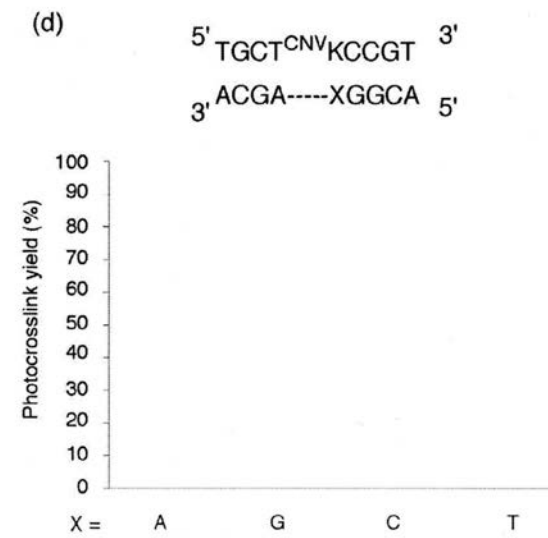 (d)
5' TGCT^CNV KCCGT 3'
3' ACGA-----XGGCA 5'
Photocrosslink yield (%)
100
90
80
70
60
50
40
30
20
10
0
X = A G C T